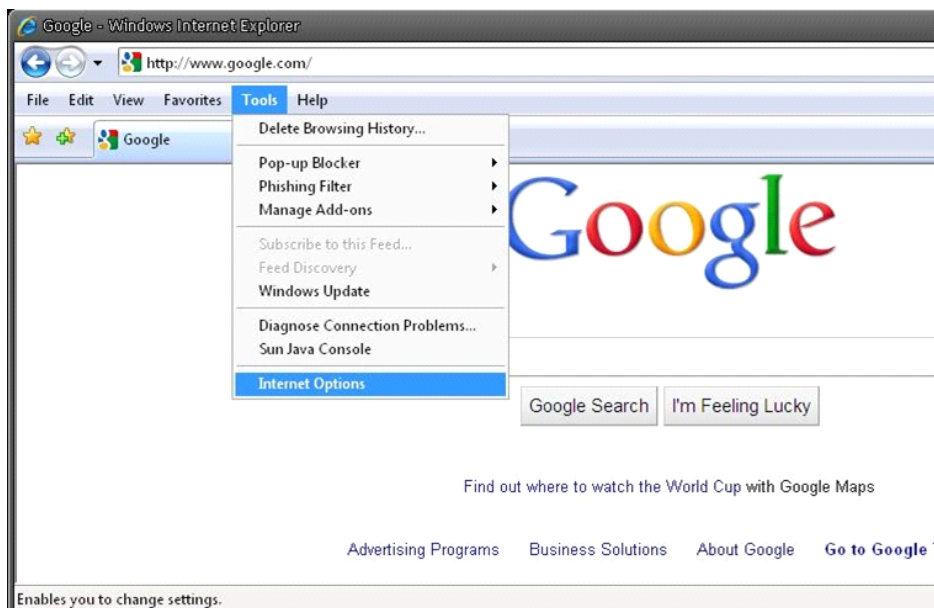 Google - Windows Internet Explorer
http://www.google.com/
File Edit View Favorites Tools Help
Google
Delete Browsing History...
Pop-up Blocker
Phishing Filter
Manage Add-ons
Subscribe to this Feed...
Feed Discovery
Windows Update
Diagnose Connection Problems...
Sun Java Console
Internet Options
Google
Google Search I'm Feeling Lucky
Find out where to watch the World Cup with Google Maps
Advertising Programs Business Solutions About Google Go to Google
Enables you to change settings.